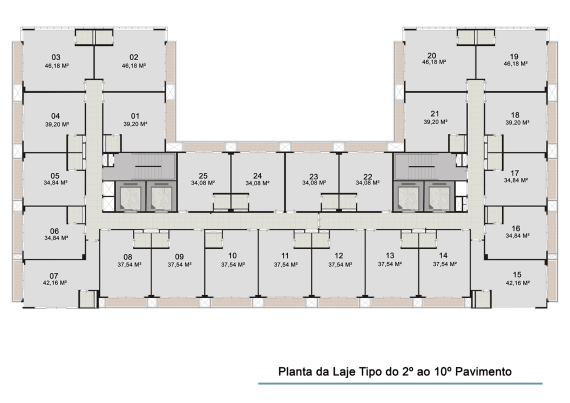 03
46,18 M²
02
46,18 M²
20
46,18 M²
19
46,18 M²
04
39,20 M²
01
39,20 M²
21
39,20 M²
18
39,20 M²
05
34,84 M²
25
34,08 M²
24
34,08 M²
23
34,08 M²
22
34,08 M²
17
34,84 M²
06
34,84 M²
16
34,84 M²
07
42,16 M²
08
37,54 M²
09
37,54 M²
10
37,54 M²
11
37,54 M²
12
37,54 M²
13
37,54 M²
14
37,54 M²
15
42,16 M²
Planta da Laje Tipo do 2º ao 10º Pavimento